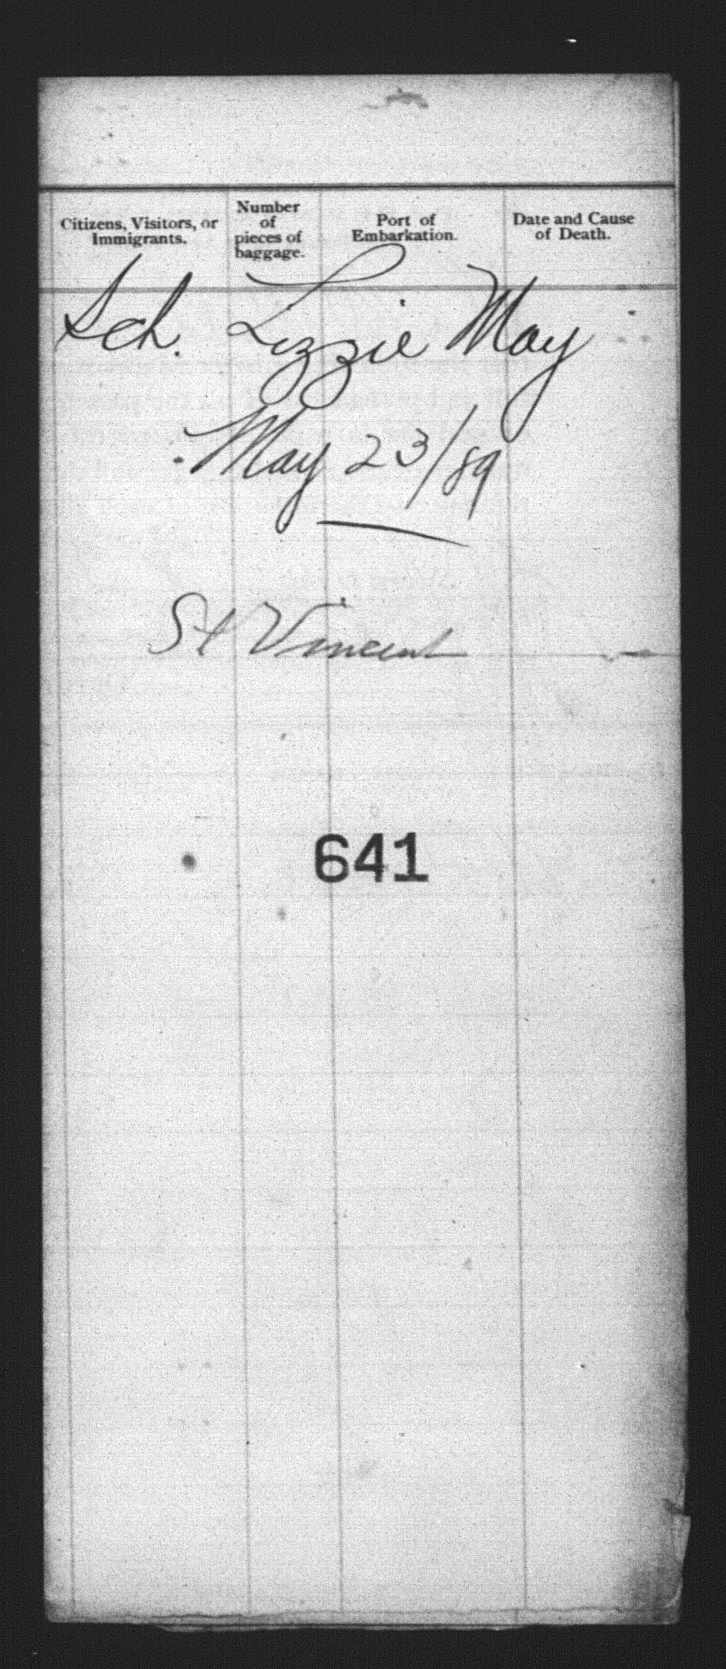 Citizens, Visitors, or Immigrants.
Number of pieces of baggage.
Port of Embarkation.
Date and Cause of Death.
Sch. Lizzie May
May 23/89
St Vincent
641